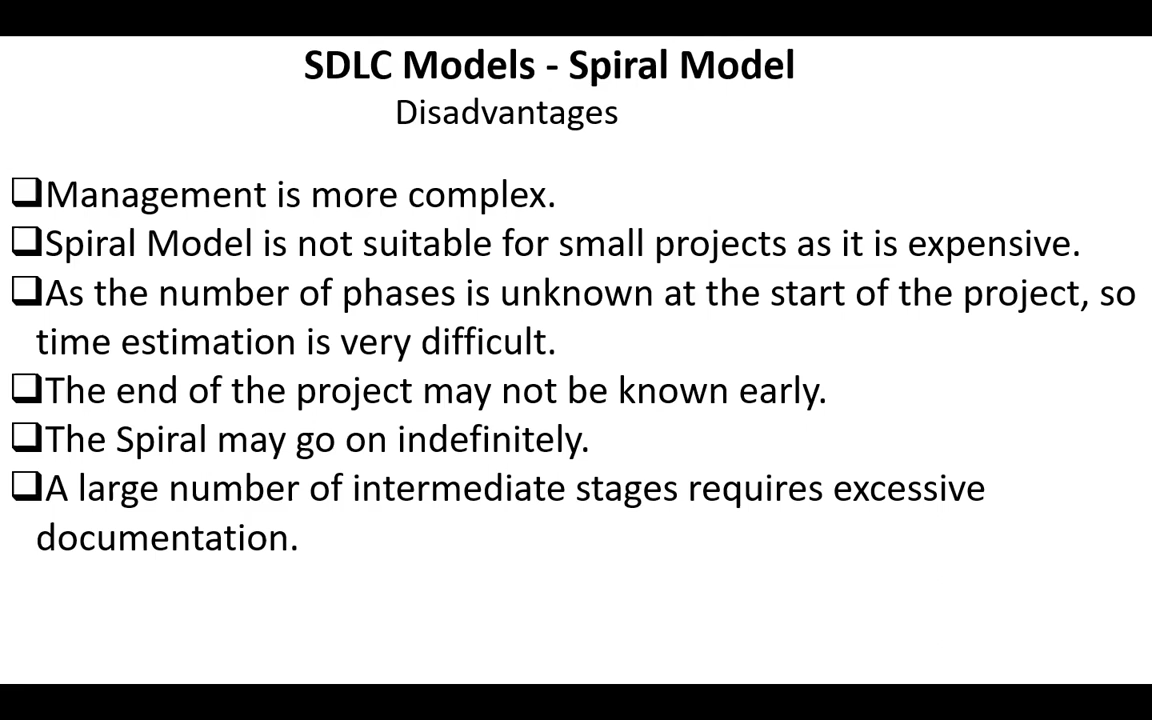 SDLC Models - Spiral Model
Disadvantages
❑Management is more complex.
❑Spiral Model is not suitable for small projects as it is expensive.
❑As the number of phases is unknown at the start of the project, so
time estimation is very difficult.
❑The end of the project may not be known early.
❑The Spiral may go on indefinitely.
❑A large number of intermediate stages requires excessive
documentation.